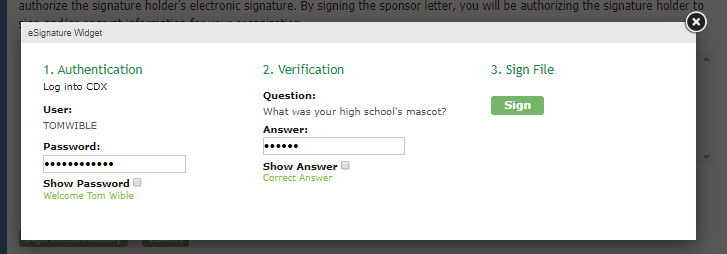 authorize the signature holder's electronic signature. By signing the sponsor letter, you will be authorizing the signature holder to
eSignature Widget
1. Authentication
Log into CDX
User:
TOMWIBLE
Password:
••••••••••••
Show Password
Welcome Tom Wible
2. Verification
Question:
What was your high school's mascot?
Answer:
••••••
Show Answer
Correct Answer
3. Sign File
Sign